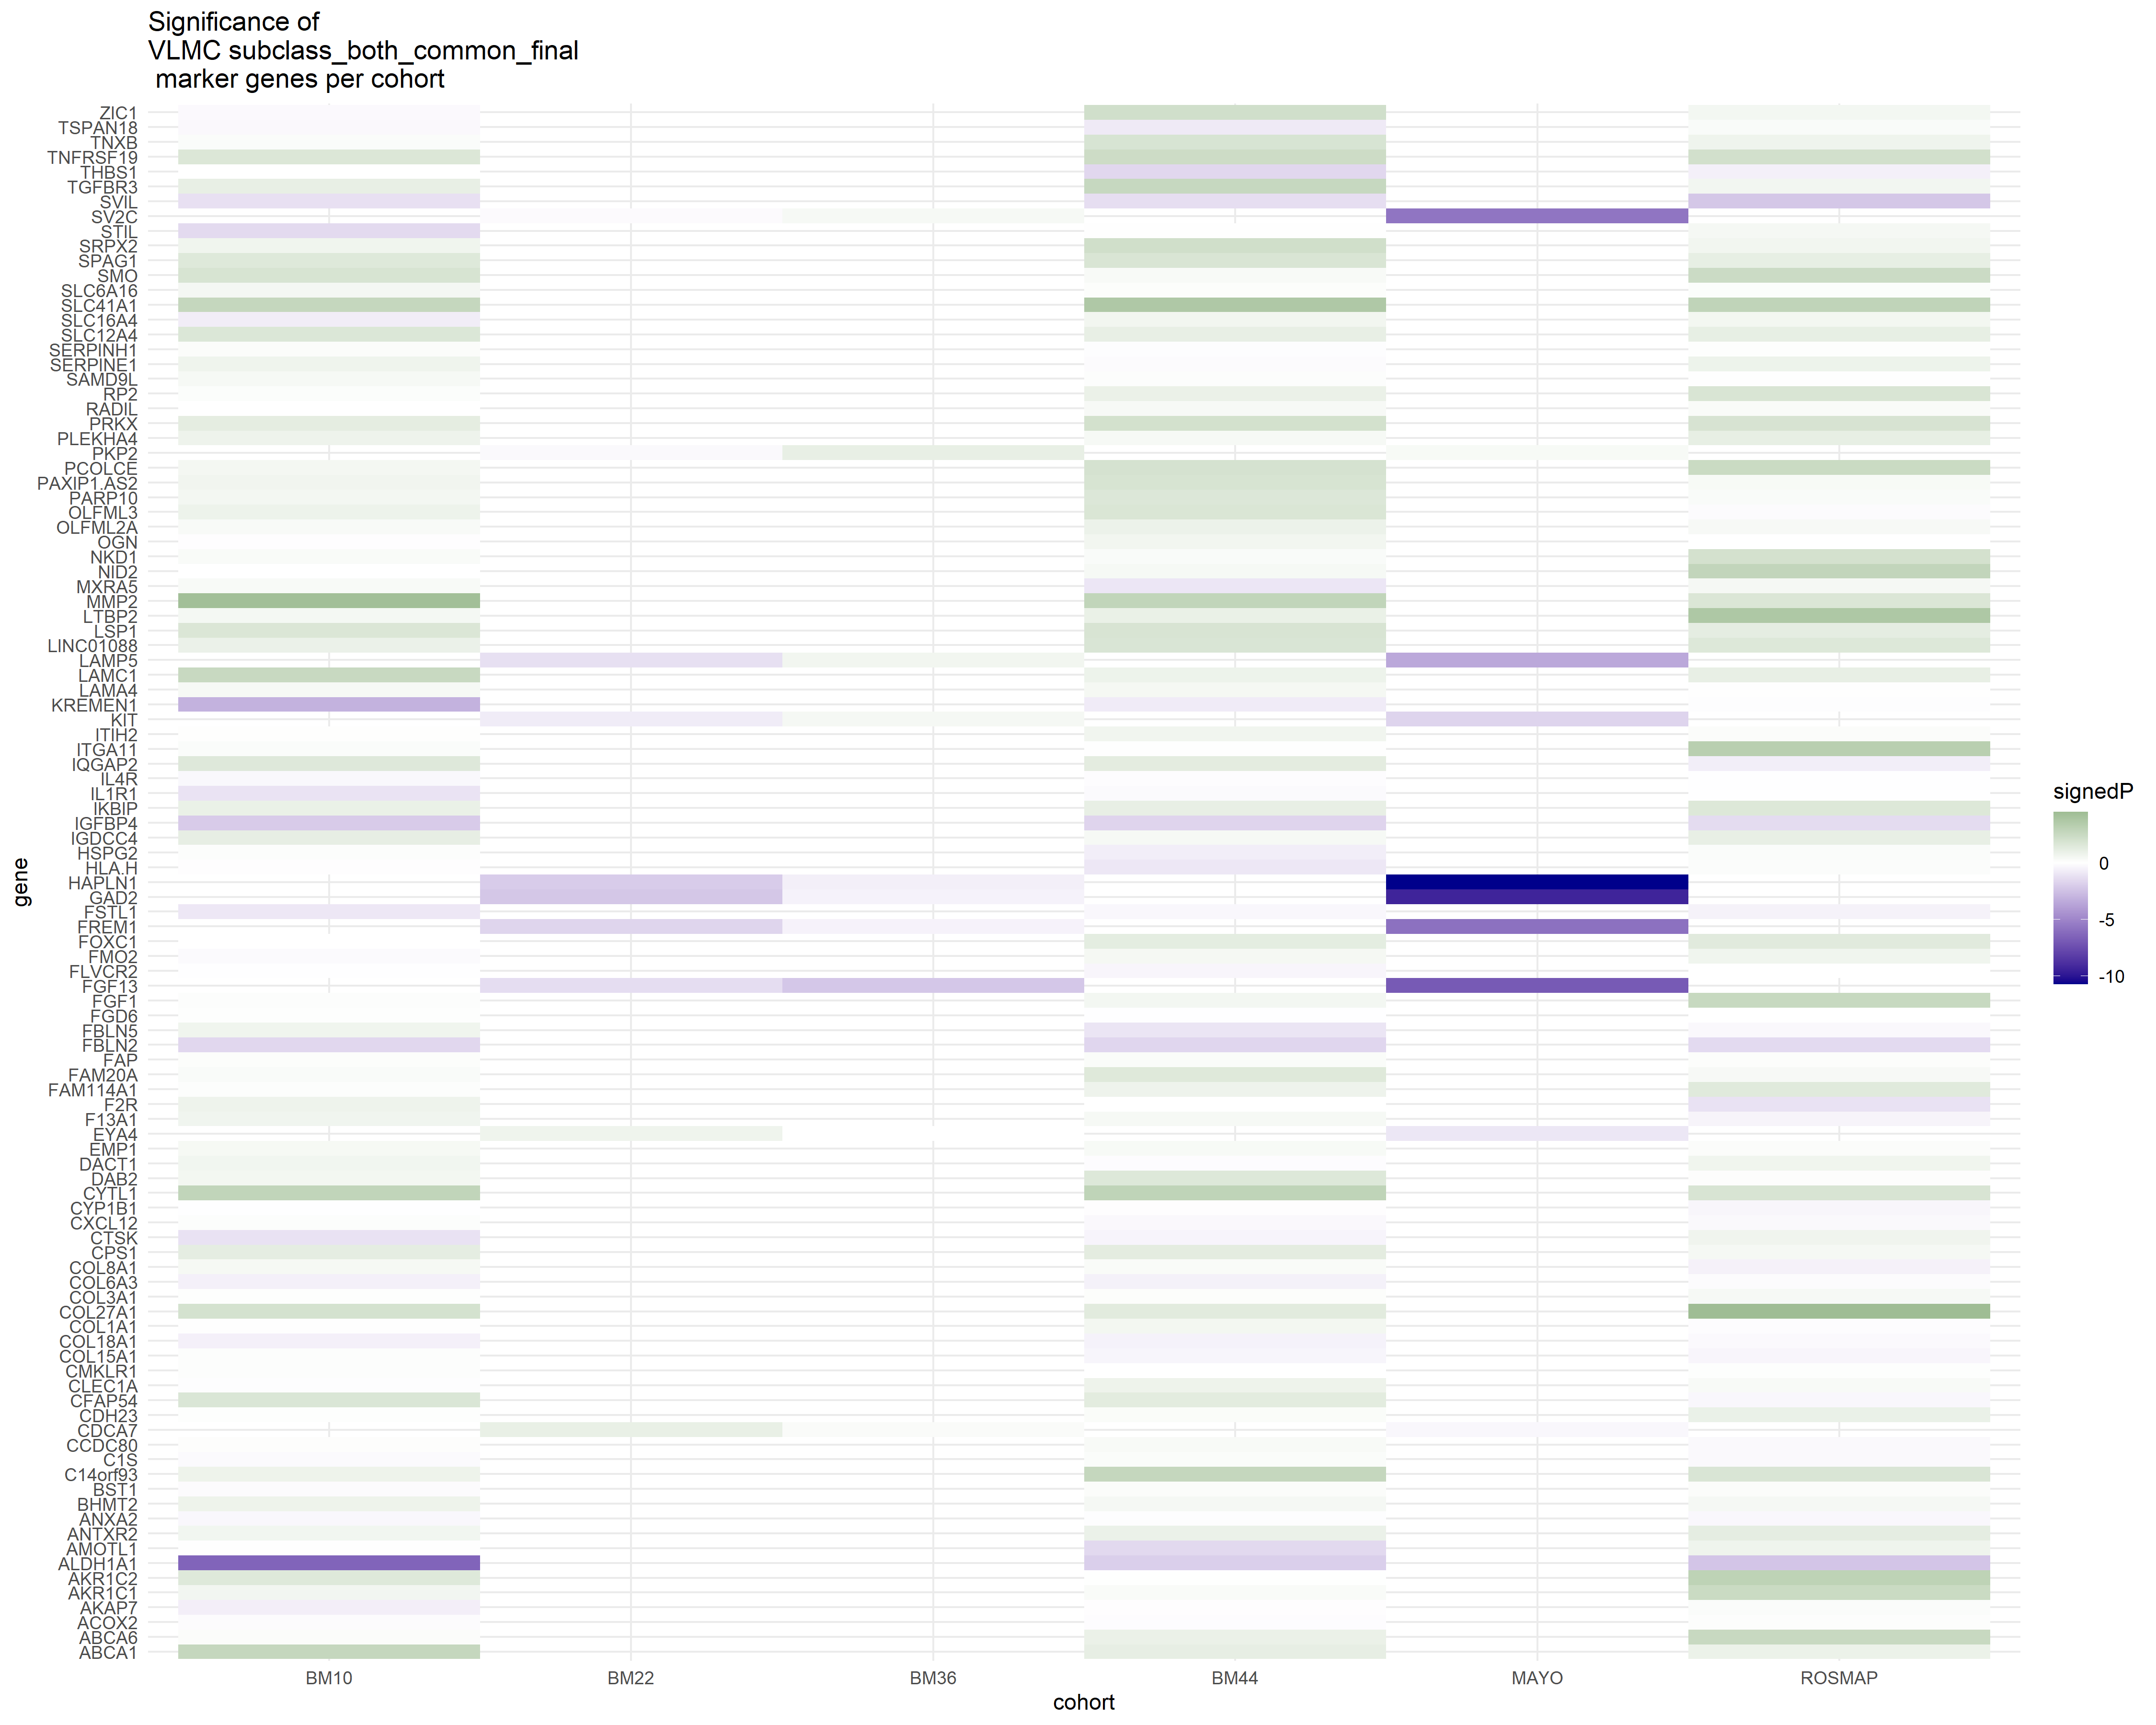 Significance of
VLMC subclass_both_common_final
marker genes per cohort
ZIC1
TSPAN18
TNXB
TNFRSF19
THBS1
TGFBR3
SVIL
SV2C
STIL
SRPX2
SPAG1
SMO
SLC6A16
SLC41A1
SLC16A4
SLC12A4
SERPINH1
SERPINE1
SAMD9L
RP2
RADIL
PRKX
PLEKHA4
PKP2
PCOLCE
PAXIP1.AS2
PARP10
OLFML3
OLFML2A
OGN
NKD1
NID2
MXRA5
MMP2
LTBP2
LSP1
LINC01088
LAMP5
LAMC1
LAMA4
KREMEN1
KIT
ITIH2
ITGA11
IQGAP2
IL4R
IL1R1
IKBIP
IGFBP4
IGDCC4
HSPG2
HLA.H
HAPLN1
GAD2
FSTL1
FREM1
FOXC1
FMO2
FLVCR2
FGF13
FGF1
FGD6
FBLN5
FBLN2
FAP
FAM20A
FAM114A1
F2R
F13A1
EYA4
EMP1
DACT1
DAB2
CYTL1
CYP1B1
CXCL12
CTSK
CPS1
COL8A1
COL6A3
COL3A1
COL27A1
COL1A1
COL18A1
COL15A1
CMKLR1
CLEC1A
CFAP54
CDH23
CDCA7
CCDC80
C1S
C14orf93
BST1
BHMT2
ANXA2
ANTXR2
AMOTL1
ALDH1A1
AKR1C2
AKR1C1
AKAP7
ACOX2
ABCA6
ABCA1
gene
BM10 BM22 BM36 BM44 MAYO ROSMAP
cohort
signedP
0
-5
-10